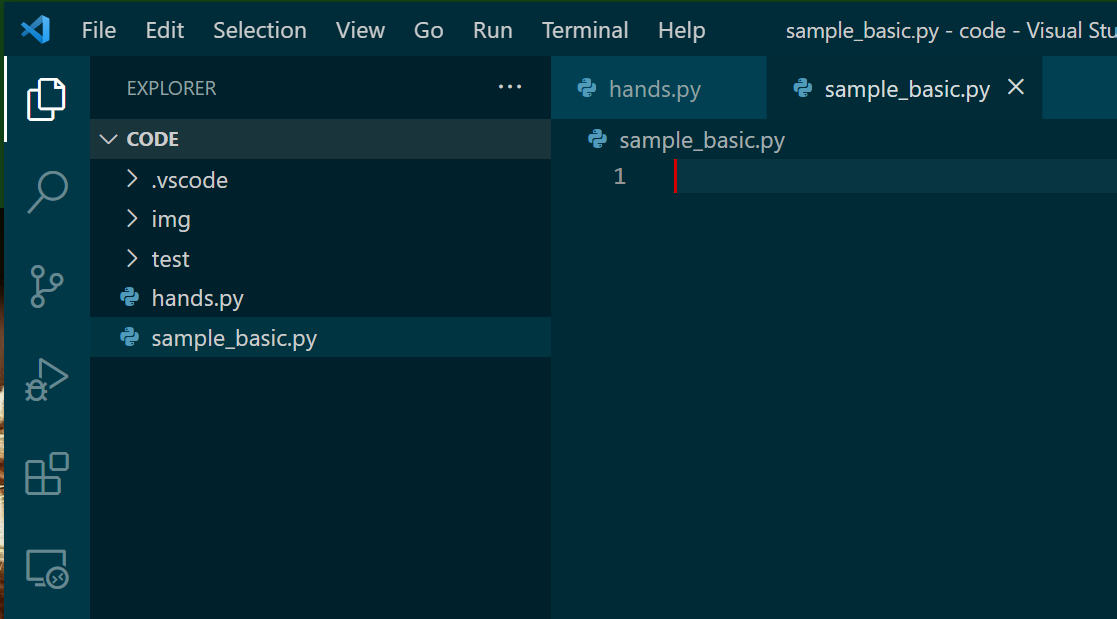 File Edit Selection View Go Run Terminal Help sample_basic.py - code - Visual Stu
EXPLORER ...
hands.py sample_basic.py
CODE
sample_basic.py
1
.vscode
img
test
hands.py
sample_basic.py